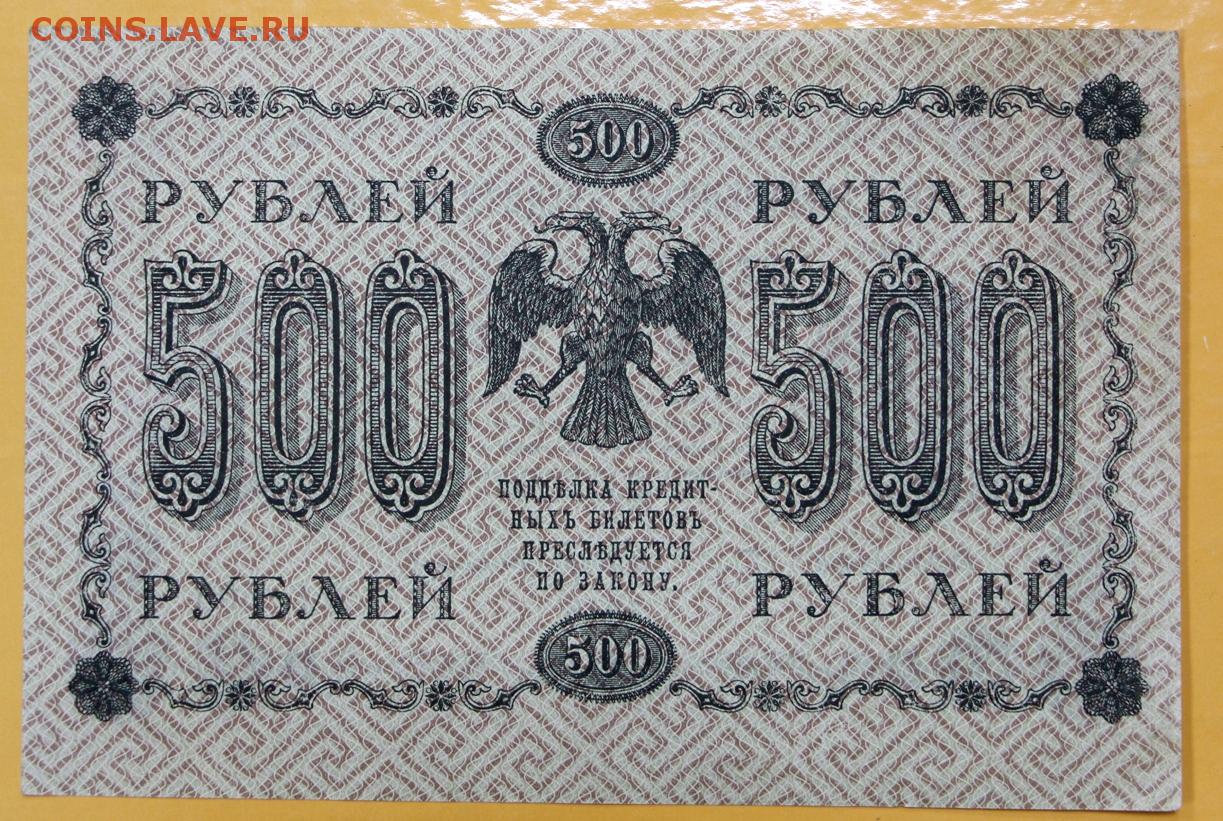 COINS.LAVE.RU
500
РУБЛЕЙ РУБЛЕЙ
500 500
ПОДДѢЛКА КРЕДИТ-
НЫХЪ БИЛЕТОВЪ
ПРЕСЛѢДУЕТСЯ
ПО ЗАКОНУ.
РУБЛЕЙ РУБЛЕЙ
500